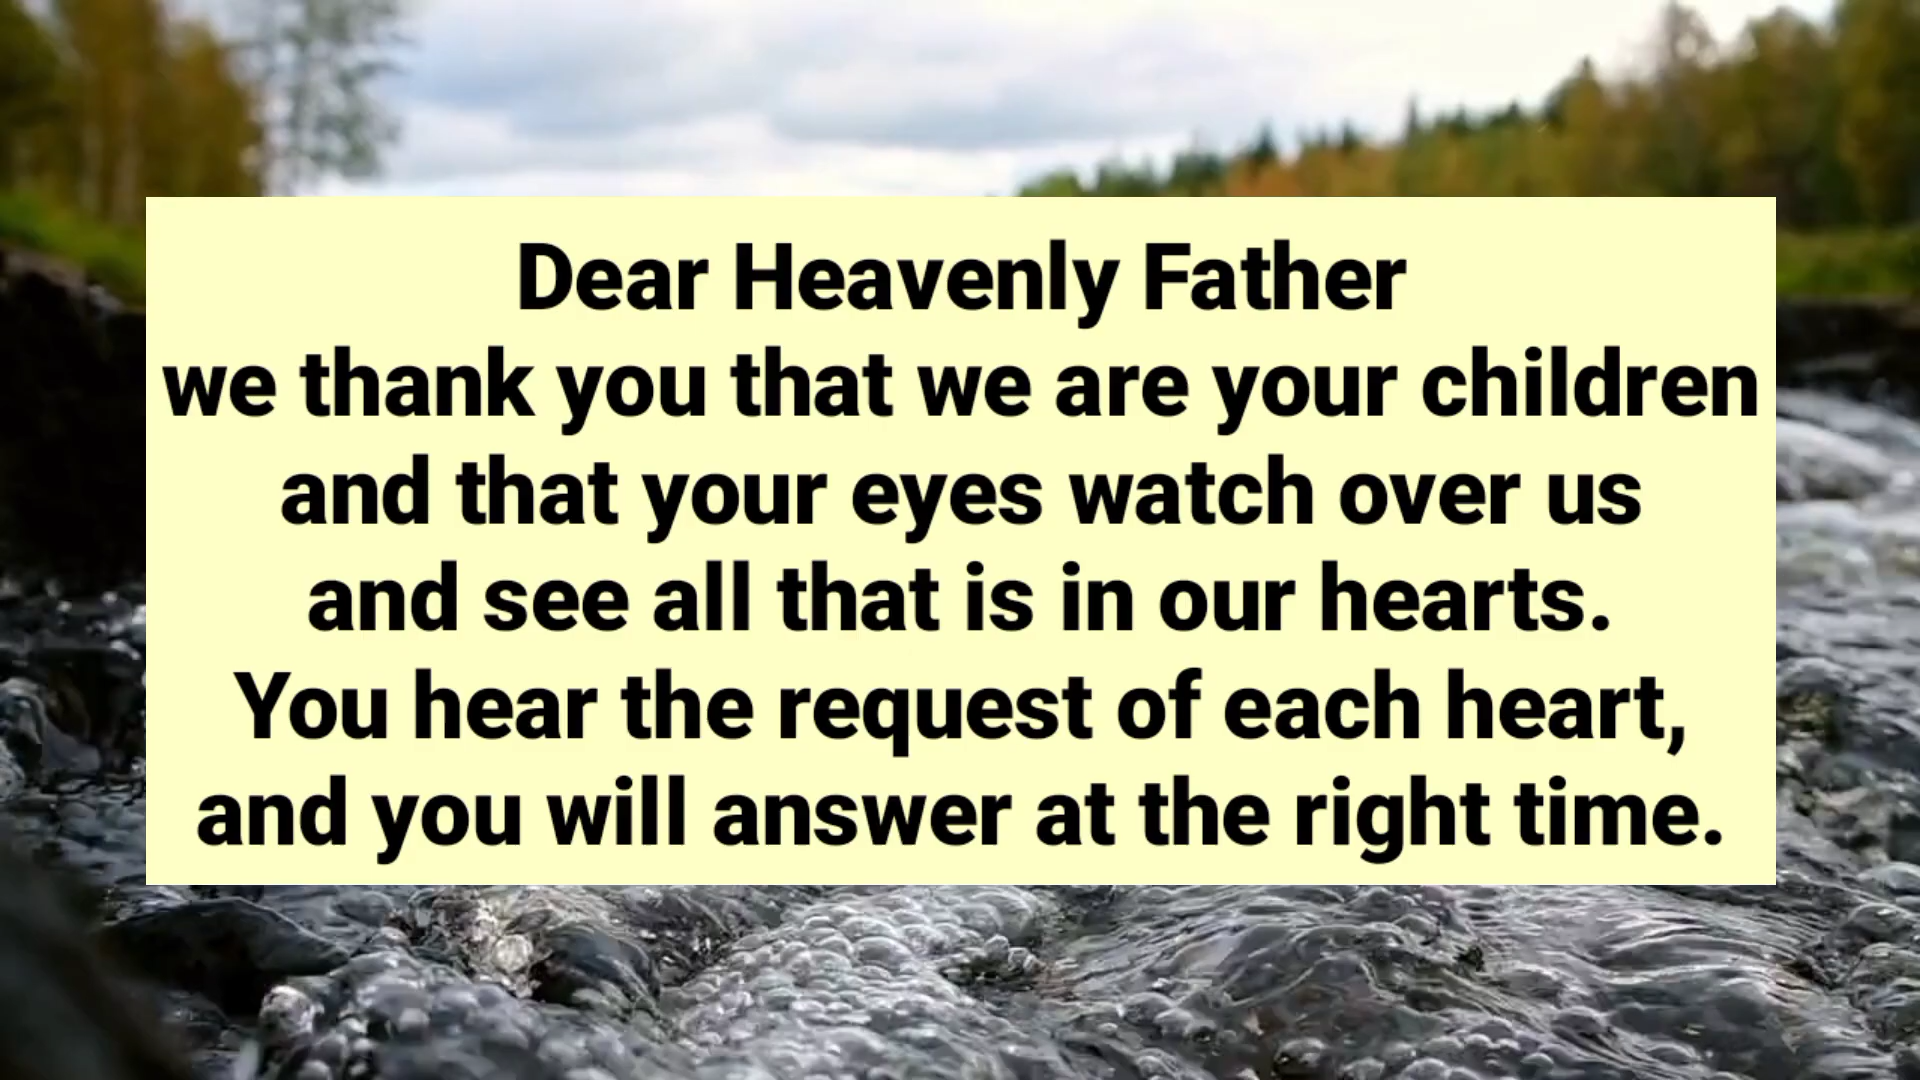 Dear Heavenly Father
we thank you that we are your children
and that your eyes watch over us
and see all that is in our hearts.
You hear the request of each heart,
and you will answer at the right time.